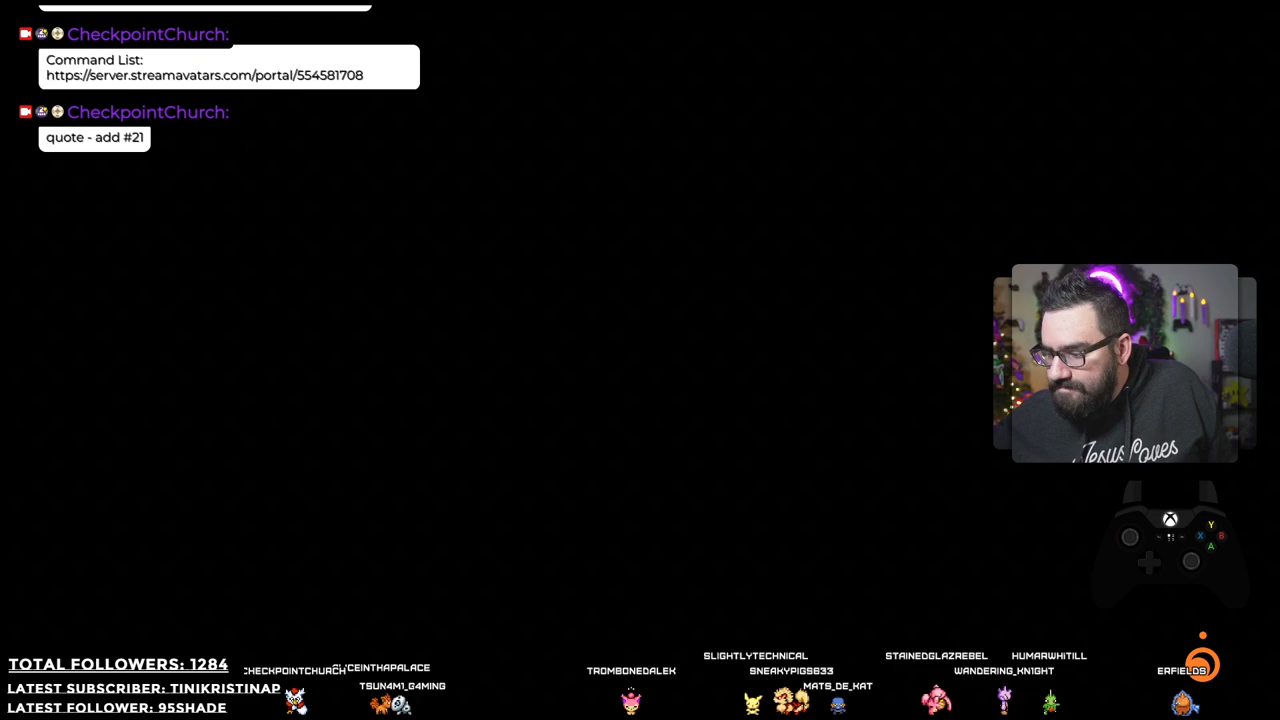 CheckpointChurch:
Command List:
https://server.streamavatars.com/portal/554581708
CheckpointChurch:
quote - add #21
Jesus Loves
Y
X B
A
TOTAL FOLLOWERS: 1284
LATEST SUBSCRIBER: TINIKRISTINAP
LATEST FOLLOWER: 95SHADE
CHECKPOINTCHURCH
TSUN4M1_G4MING
TROMBONEDALEK
SLIGHTLYTECHNICAL
SNEAKYPIGS633
MATS_DE_KAT
STAINEDGLAZREBEL
WANDERING_KNIGHT
HUMARWHITILL
ERFIELDS